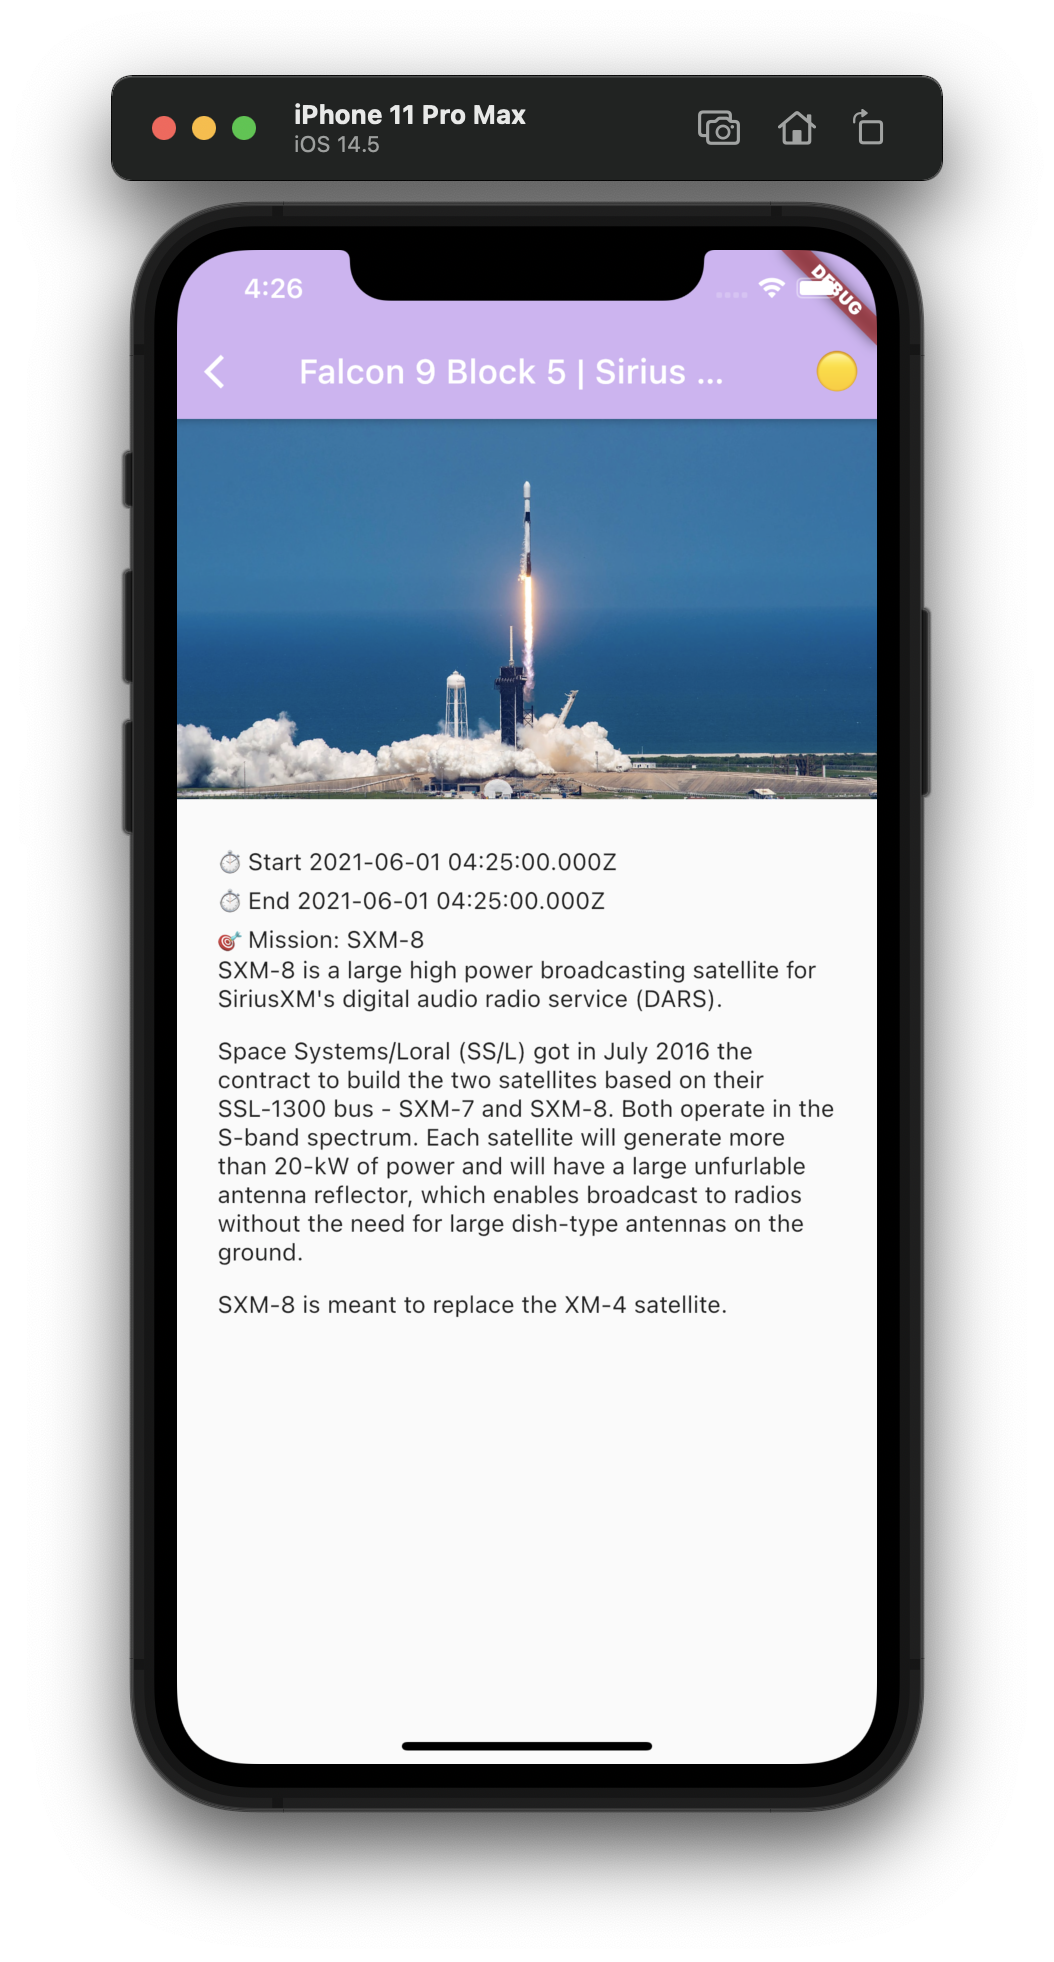 iPhone 11 Pro Max
iOS 14.5
4:26
DEBUG
Falcon 9 Block 5 | Sirius ...
Start 2021-06-01 04:25:00.000Z
End 2021-06-01 04:25:00.000Z
Mission: SXM-8
SXM-8 is a large high power broadcasting satellite for
SiriusXM's digital audio radio service (DARS).
Space Systems/Loral (SS/L) got in July 2016 the
contract to build the two satellites based on their
SSL-1300 bus - SXM-7 and SXM-8. Both operate in the
S-band spectrum. Each satellite will generate more
than 20-kW of power and will have a large unfurlable
antenna reflector, which enables broadcast to radios
without the need for large dish-type antennas on the
ground.
SXM-8 is meant to replace the XM-4 satellite.